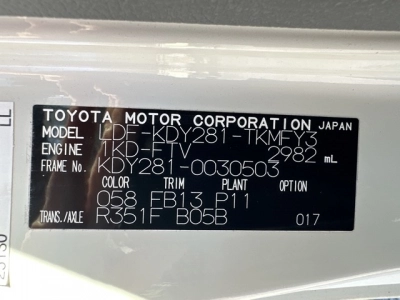 TOYOTA MOTOR CORPORATION JAPAN
MODEL LDF-KDY281-TKMFY3
ENGINE 1KD-FTV 2982 mL
FRAME No. KDY281-0030503
COLOR TRIM PLANT
058 FB13 P11
TRANS./AXLE R351F B05B 017